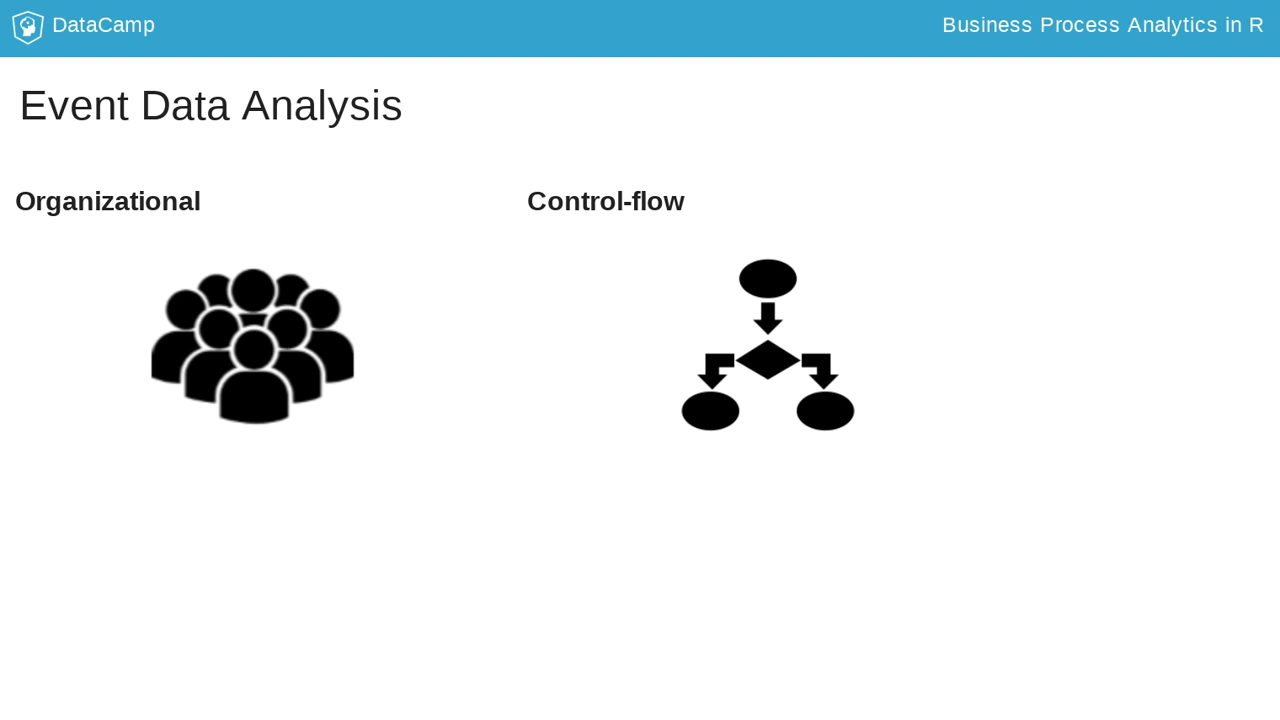 DataCamp
Business Process Analytics in R
Event Data Analysis
Organizational
Control-flow